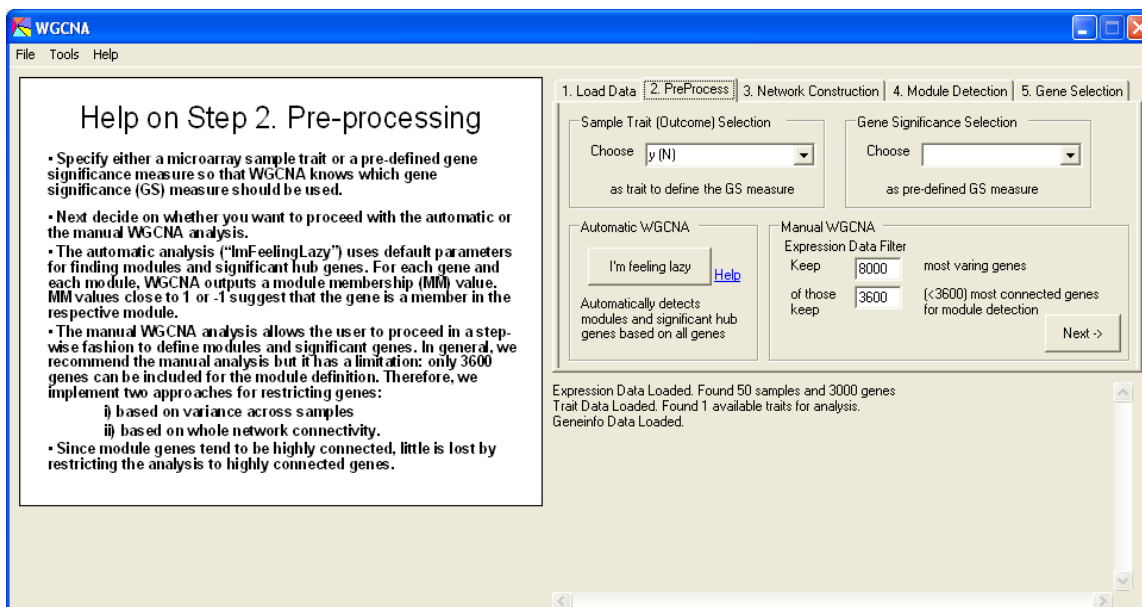 WGCNA
File Tools Help
Help on Step 2. Pre-processing
▪ Specify either a microarray sample trait or a pre-defined gene
significance measure so that WGCNA knows which gene
significance (GS) measure should be used.
▪ Next decide on whether you want to proceed with the automatic or
the manual WGCNA analysis.
▪ The automatic analysis (“ImFeelingLazy”) uses default parameters
for finding modules and significant hub genes. For each gene and
each module, WGCNA outputs a module membership (MM) value.
MM values close to 1 or -1 suggest that the gene is a member in the
respective module.
▪ The manual WGCNA analysis allows the user to proceed in a step-
wise fashion to define modules and significant genes. In general, we
recommend the manual analysis but it has a limitation: only 3600
genes can be included for the module definition. Therefore, we
implement two approaches for restricting genes:
i) based on variance across samples
ii) based on whole network connectivity.
▪ Since module genes tend to be highly connected, little is lost by
restricting the analysis to highly connected genes.
1. Load Data 2. PreProcess 3. Network Construction 4. Module Detection 5. Gene Selection
Sample Trait (Outcome) Selection
Choose y (N)
as trait to define the GS measure
Gene Significance Selection
Choose
as pre-defined GS measure
Automatic WGCNA
I'm feeling lazy Help
Automatically detects
modules and significant hub
genes based on all genes
Manual WGCNA
Expression Data Filter
Keep 8000 most varing genes
of those 3600 (<3600) most connected genes
keep for module detection
Next ->
Expression Data Loaded. Found 50 samples and 3000 genes
Trait Data Loaded. Found 1 available traits for analysis.
Geneinfo Data Loaded.